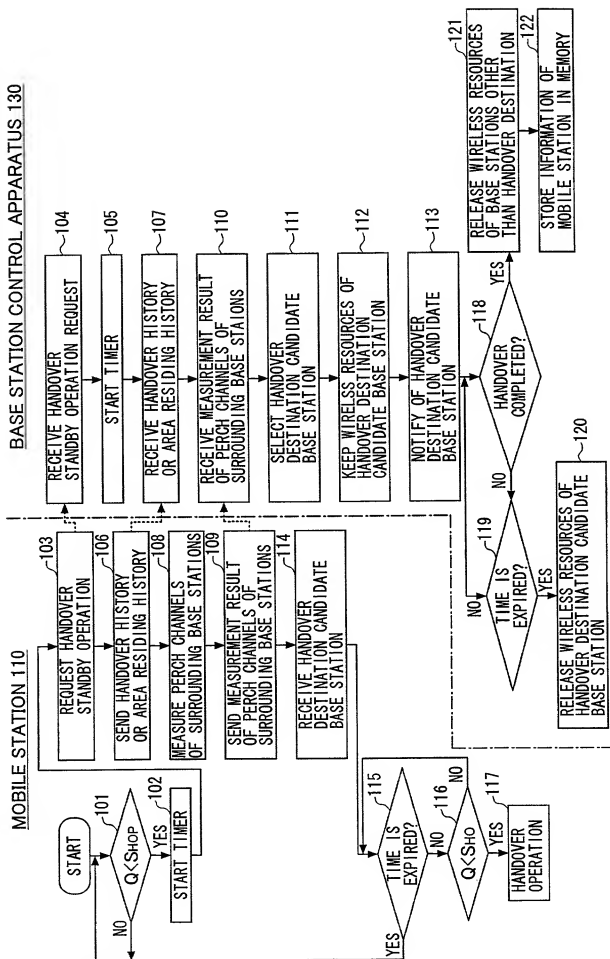 MOBILE STATION 110
START
101
Q<SHOP
NO
YES
102
START TIMER
103
REQUEST HANDOVER
STANDBY OPERATION
106
SEND HANDOVER HISTORY
OR AREA RESIDING HISTORY
108
MEASURE PERCH CHANNELS
OF SURROUNDING BASE STATIONS
109
SEND MEASUREMENT RESULT
OF PERCH CHANNELS OF
SURROUNDING BASE STATIONS
114
RECEIVE HANDOVER
DESTINATION CANDIDATE
BASE STATION
115
TIME IS
EXPIRED?
YES
NO
116
Q<SHO
NO
YES
117
HANDOVER
OPERATION
BASE STATION CONTROL APPARATUS 130
104
RECEIVE HANDOVER
STANDBY OPERATION REQUEST
105
START TIMER
107
RECEIVE HANDOVER HISTORY
OR AREA RESIDING HISTORY
110
RECEIVE MEASUREMENT RESULT
OF PERCH CHANNELS OF
SURROUNDING BASE STAIONS
111
SELECT HANDOVER
DESTINATION CANDIDATE
BASE STATION
112
KEEP WIRELSS RESOURCES OF
HANDOVER DESTINATION
CANDIDATE BASE STATION
113
NOTIFY OF HANDOVER
DESTINATION CANDIDATE
BASE STATION
118
HANDOVER
COMPLETED?
YES
NO
119
TIME IS
EXPIRED?
NO
YES
120
RELEASE WIRELESS RESOURCES OF
HANDOVER DESTINATION CANDIDATE
BASE STATION
121
RELEASE WIRELESS RESOURCES
OF BASE STATIONS OTHER
THAN HANDOVER DESTINATION
122
STORE INFORMATION OF
MOBILE STATION IN MEMORY